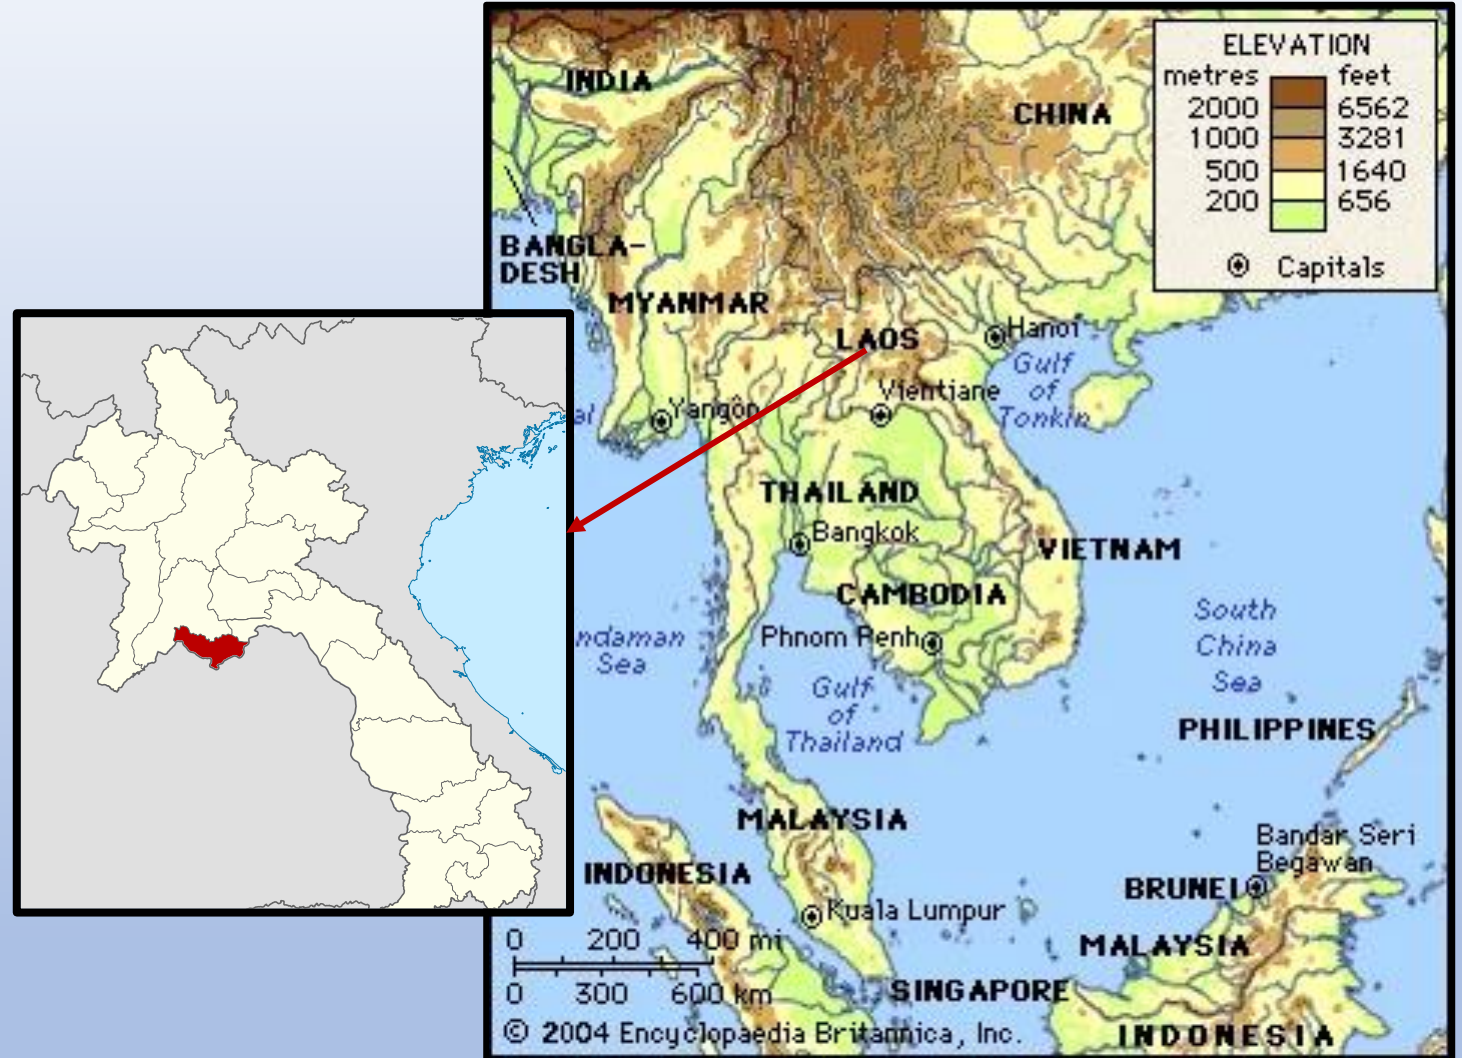 ELEVATION
metres feet
2000 6562
1000 3281
500 1640
200 656
Capitals
INDIA
CHINA
BANGLA-
DESH
MYANMAR
LAOS
Hanoi
Gulf
of
Tonkin
Vientiane
Yangôn
al
THAILAND
Bangkok
VIETNAM
CAMBODIA
Phnom Penh
ndaman
Sea
South
China
Sea
Gulf
of
Thailand
PHILIPPINES
MALAYSIA
Bandar Seri
Begawan
INDONESIA
BRUNEI
Kuala Lumpur
MALAYSIA
0 200 400 mi
0 300 600 km
SINGAPORE
© 2004 Encyclopaedia Britannica, Inc.
INDONESIA